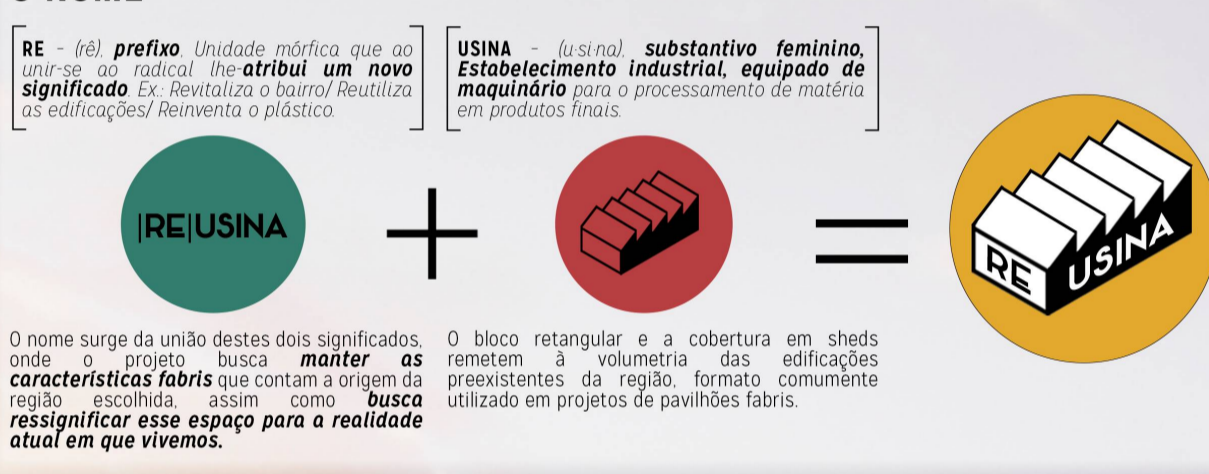 RE - (rê), prefixo. Unidade mórfica que ao
unir-se ao radical lhe-atribui um novo
significado. Ex.: Revitaliza o bairro/ Reutiliza
as edificações/ Reinventa o plástico.
USINA - (u·si·na), substantivo feminino,
Estabelecimento industrial, equipado de
maquinário para o processamento de matéria
em produtos finais.
|RE|USINA
RE USINA
O nome surge da união destes dois significados,
onde o projeto busca manter as
características fabris que contam a origem da
região escolhida, assim como busca
ressignificar esse espaço para a realidade
atual em que vivemos.
O bloco retangular e a cobertura em sheds
remetem à volumetria das edificações
preexistentes da região, formato comumente
utilizado em projetos de pavilhões fabris.